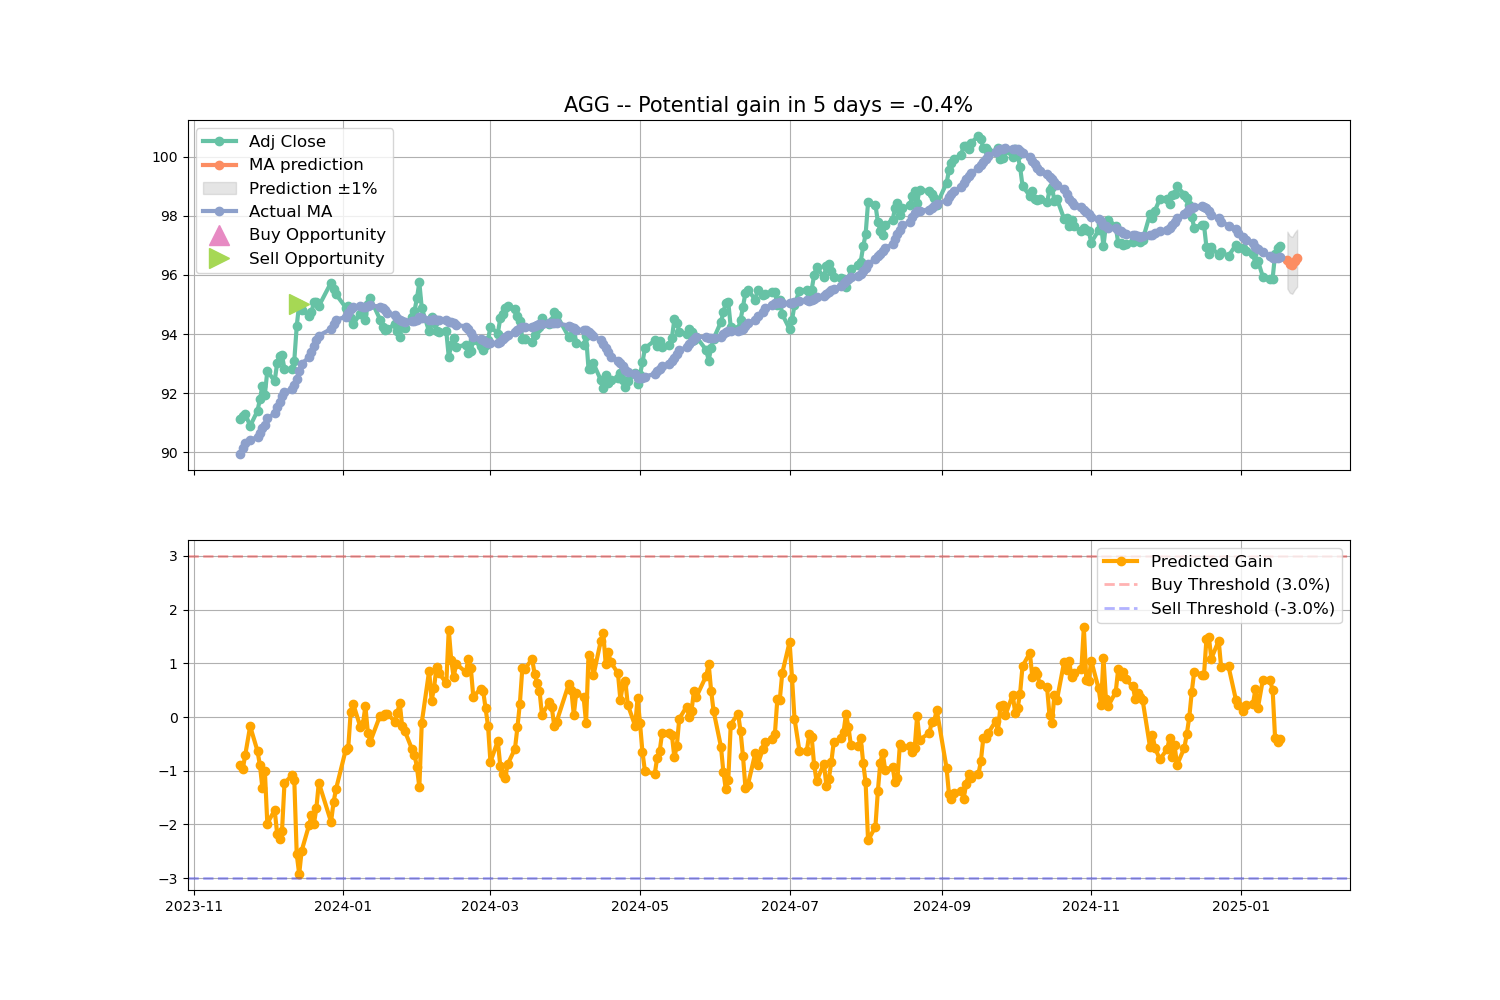 AGG -- Potential gain in 5 days = -0.4%
Adj Close
MA prediction
Prediction ±1%
Actual MA
Buy Opportunity
Sell Opportunity
100
98
96
94
92
90
Predicted Gain
Buy Threshold (3.0%)
Sell Threshold (-3.0%)
3
2
1
0
−1
−2
−3
2023-11
2024-01
2024-03
2024-05
2024-07
2024-09
2024-11
2025-01